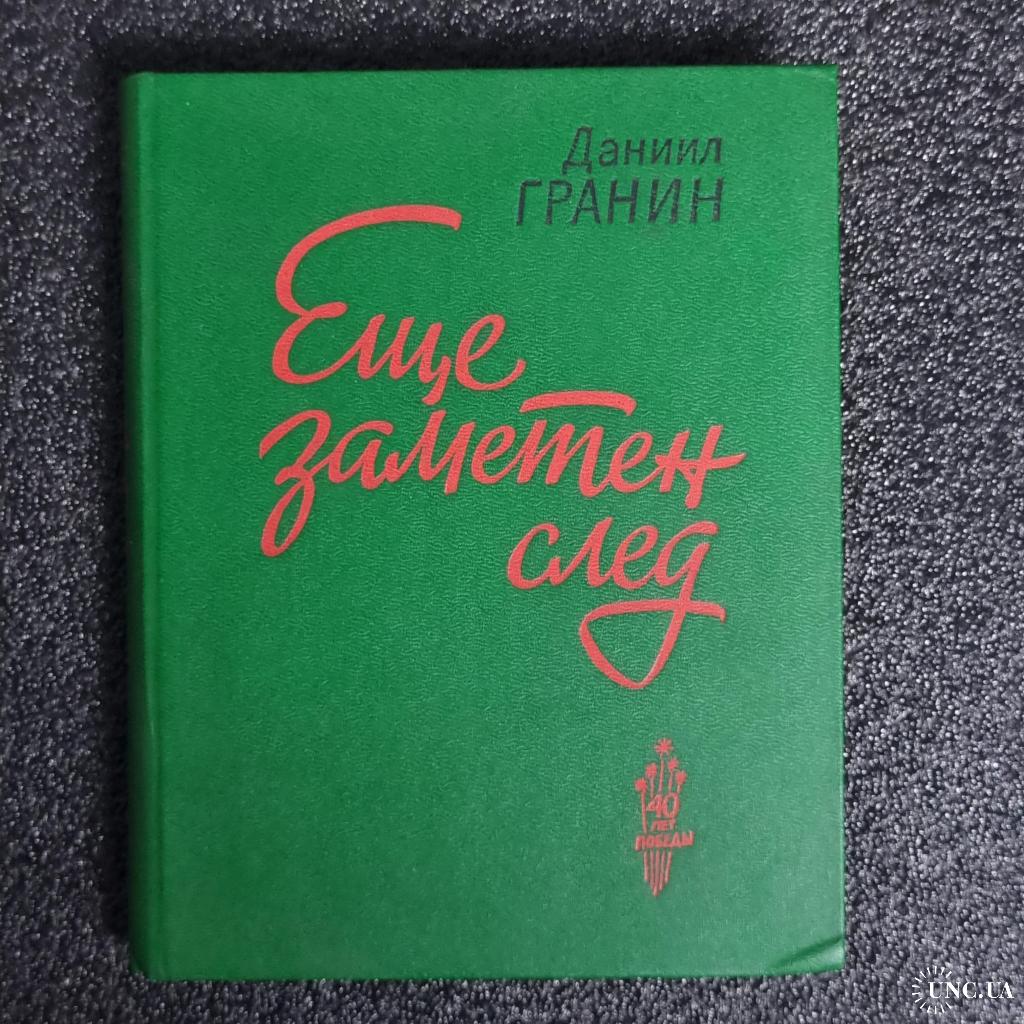 Даниил
ГРАНИН
Еще
заметен
след
40
ЛЕТ
ПОБЕДЫ
UNC.UA